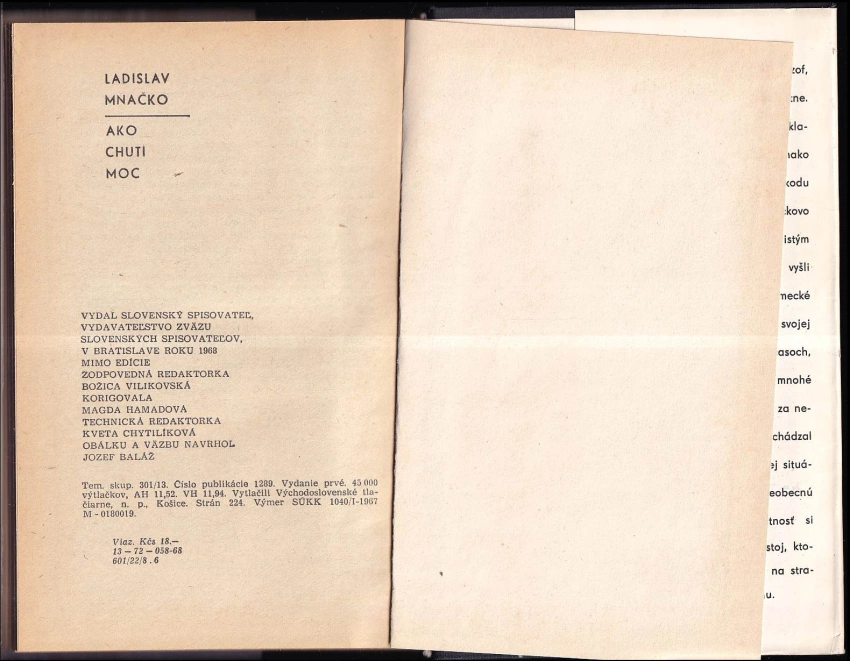 LADISLAV
MNAČKO
AKO
CHUTI
MOC
VYDAL SLOVENSKÝ SPISOVATEĽ,
VYDAVATEĽSTVO ZVÄZU
SLOVENSKÝCH SPISOVATEĽOV,
V BRATISLAVE ROKU 1968
MIMO EDÍCIE
ZODPOVEDNÁ REDAKTORKA
BOŽICA VILIKOVSKÁ
KORIGOVALA
MAGDA HAMADOVÁ
TECHNICKÁ REDAKTORKA
KVETA CHYTILÍKOVÁ
OBÁLKU A VÄZBU NAVRHOL
JOZEF BALÁŽ
Tem. skup. 301/13. Číslo publikácie 1289. Vydanie prvé. 45 000
výtlačkov, AH 11,52. VH 11,94. Vytlačili Východoslovenské tla-
čiarne, n. p., Košice. Strán 224. Výmer SÚKK 1040/I-1967
M - 0180019.
Viaz. Kčs 18.—
13 — 72 — 058-68
601/22/8 . 6
zof,
zne.
kla-
nako
kodu
ckovo
istým
vyšli
necké
svojej
asoch,
mnohé
za ne-
chádzal
ej situá-
eobecnú
tnosť si
stoj, kto-
na stra-
u.